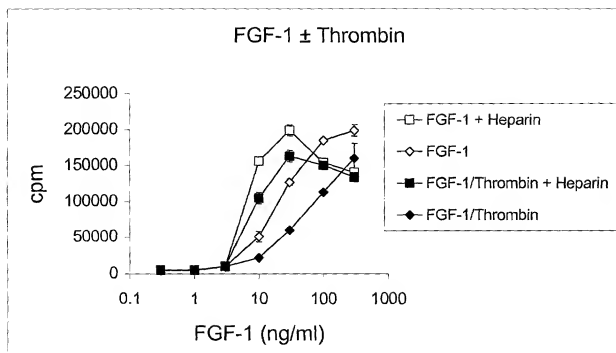 FGF-1 ± Thrombin
250000
200000
150000
100000
50000
0
cpm
0.1 1 10 100 1000
FGF-1 (ng/ml)
FGF-1 + Heparin
FGF-1
FGF-1/Thrombin + Heparin
FGF-1/Thrombin